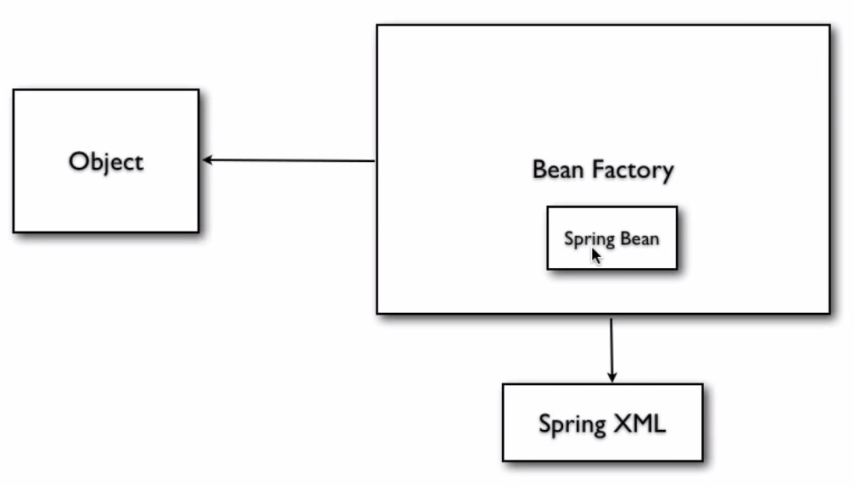 Object
Bean Factory
Spring Bean
Spring XML